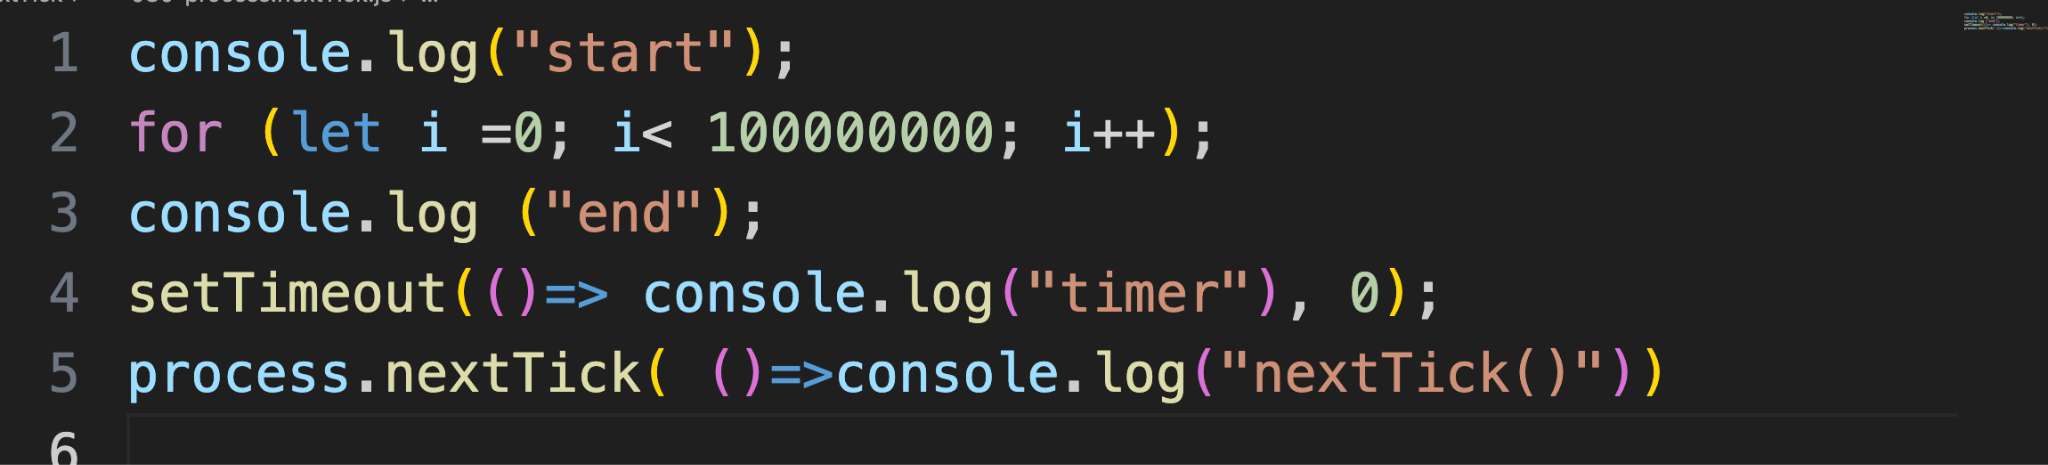 1 console.log("start");
2 for (let i =0; i< 100000000; i++);
3 console.log ("end");
4 setTimeout(()=> console.log("timer"), 0);
5 process.nextTick( ()=>console.log("nextTick()"))
6